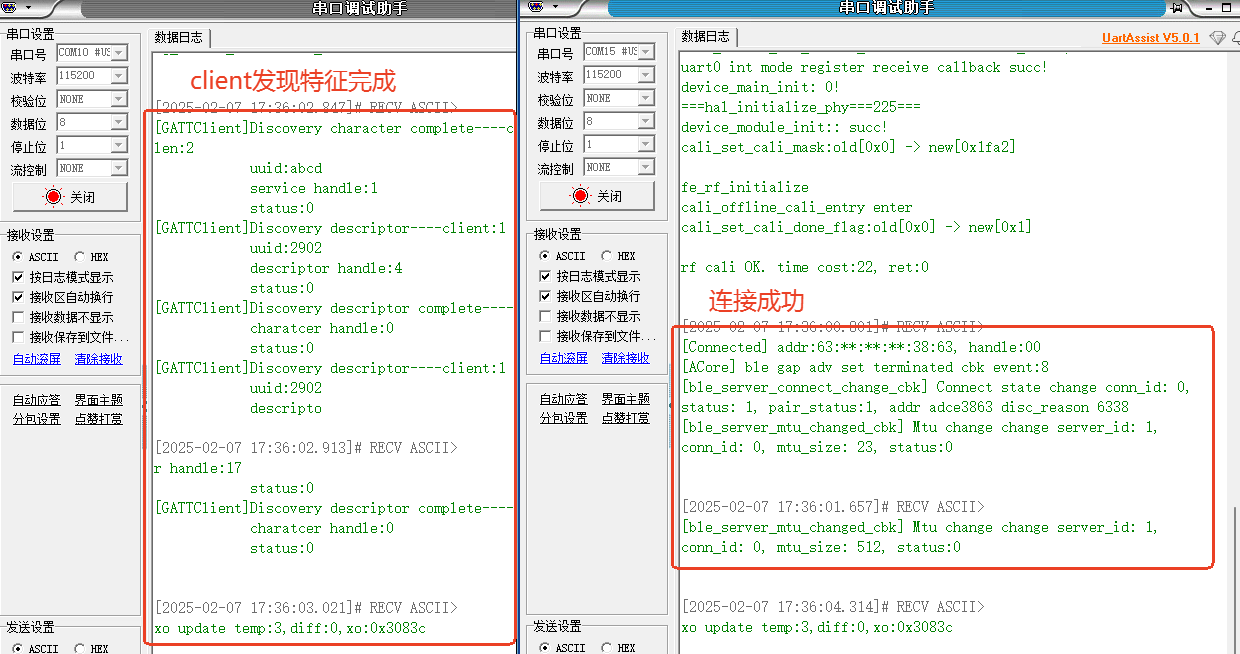 串口调试助手
串口设置
串口号 COM10 #US
波特率 115200
校验位 NONE
数据位 8
停止位 1
流控制 NONE
关闭
接收设置
ASCII HEX
按日志模式显示
接收区自动换行
接收数据不显示
接收保存到文件...
自动滚屏 清除接收
自动应答 界面主题
分包设置 点赞打赏
发送设置
ASCII HEX
数据日志
client发现特征完成
[2025-02-07 17:36:02.847]# RECV ASCII>
[GATTClient]Discovery character complete----c
len:2
uuid:abcd
service handle:1
status:0
[GATTClient]Discovery descriptor----client:1
uuid:2902
descriptor handle:4
status:0
[GATTClient]Discovery descriptor complete----
charatcer handle:0
status:0
[GATTClient]Discovery descriptor----client:1
uuid:2902
descripto
[2025-02-07 17:36:02.913]# RECV ASCII>
r handle:17
status:0
[GATTClient]Discovery descriptor complete----
charatcer handle:0
status:0
[2025-02-07 17:36:03.021]# RECV ASCII>
xo update temp:3,diff:0,xo:0x3083c
串口调试助手
串口设置
串口号 COM15 #US
波特率 115200
校验位 NONE
数据位 8
停止位 1
流控制 NONE
关闭
接收设置
ASCII HEX
按日志模式显示
接收区自动换行
接收数据不显示
接收保存到文件...
自动滚屏 清除接收
自动应答 界面主题
分包设置 点赞打赏
发送设置
ASCII HEX
数据日志
UartAssist V5.0.1
uart0 int mode register receive callback succ!
device_main_init: 0!
===hal_initialize_phy===225===
device_module_init:: succ!
cali_set_cali_mask:old[0x0] -> new[0x1fa2]
fe_rf_initialize
cali_offline_cali_entry enter
cali_set_cali_done_flag:old[0x0] -> new[0x1]
rf cali OK. time cost:22, ret:0
连接成功
[2025-02-07 17:36:00.801]# RECV ASCII>
[Connected] addr:63:**:**:**:38:63, handle:00
[ACore] ble gap adv set terminated cbk event:8
[ble_server_connect_change_cbk] Connect state change conn_id: 0,
status: 1, pair_status:1, addr adce3863 disc_reason 6338
[ble_server_mtu_changed_cbk] Mtu change change server_id: 1,
conn_id: 0, mtu_size: 23, status:0
[2025-02-07 17:36:01.657]# RECV ASCII>
[ble_server_mtu_changed_cbk] Mtu change change server_id: 1,
conn_id: 0, mtu_size: 512, status:0
[2025-02-07 17:36:04.314]# RECV ASCII>
xo update temp:3,diff:0,xo:0x3083c